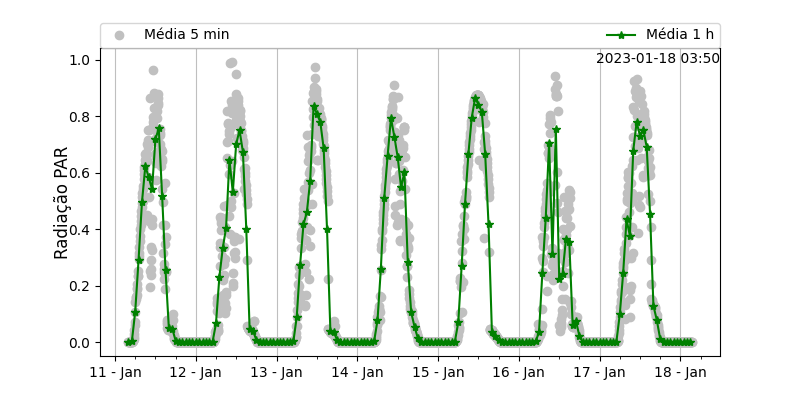 Média 5 min
Média 1 h
2023-01-18 03:50
Radiação PAR
1.0
0.8
0.6
0.4
0.2
0.0
11 - Jan
12 - Jan
13 - Jan
14 - Jan
15 - Jan
16 - Jan
17 - Jan
18 - Jan